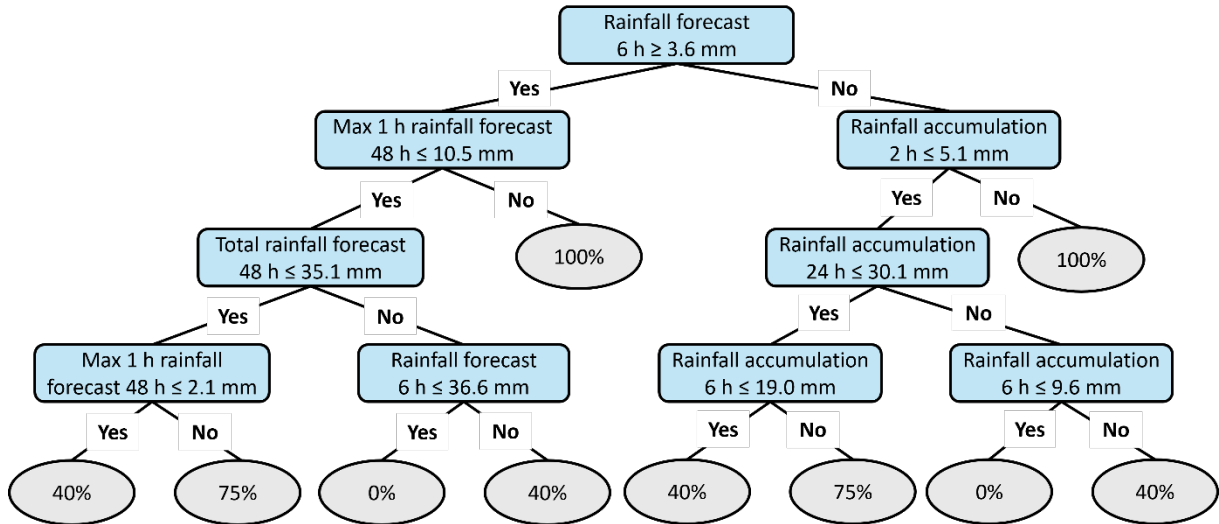 Rainfall forecast
6 h ≥ 3.6 mm
Yes
No
Max 1 h rainfall forecast
48 h ≤ 10.5 mm
Rainfall accumulation
2 h ≤ 5.1 mm
Yes
No
Yes
No
Total rainfall forecast
48 h ≤ 35.1 mm
100%
Rainfall accumulation
24 h ≤ 30.1 mm
100%
Yes
No
Yes
No
Max 1 h rainfall
forecast 48 h ≤ 2.1 mm
Rainfall forecast
6 h ≤ 36.6 mm
Rainfall accumulation
6 h ≤ 19.0 mm
Rainfall accumulation
6 h ≤ 9.6 mm
Yes
No
Yes
No
Yes
No
Yes
No
40%
75%
0%
40%
40%
75%
0%
40%